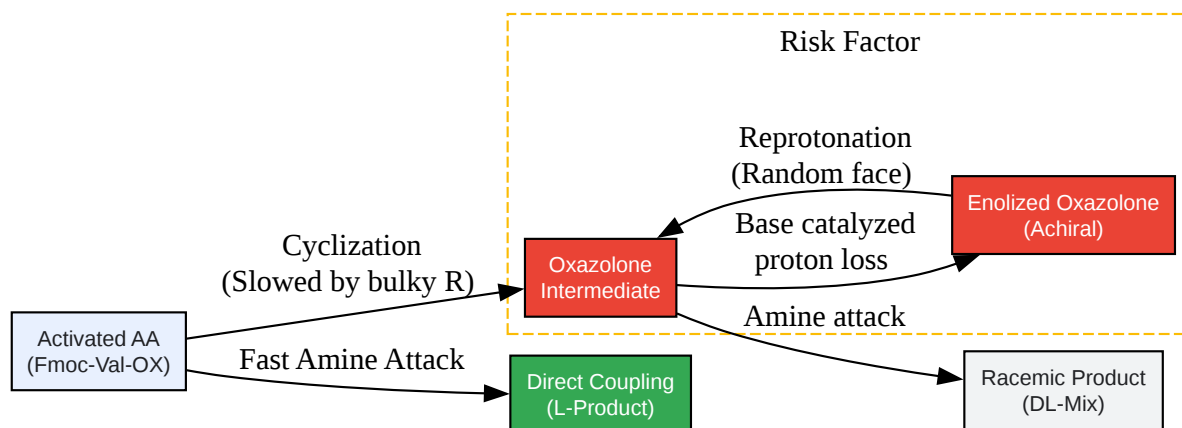 Risk Factor
Reprotonation
(Random face)
Enolized Oxazolone
(Achiral)
Base catalyzed
proton loss
Cyclization
(Slowed by bulky R)
Oxazolone
Intermediate
Amine attack
Activated AA
(Fmoc-Val-OX)
Fast Amine Attack
Direct Coupling
(L-Product)
Racemic Product
(DL-Mix)